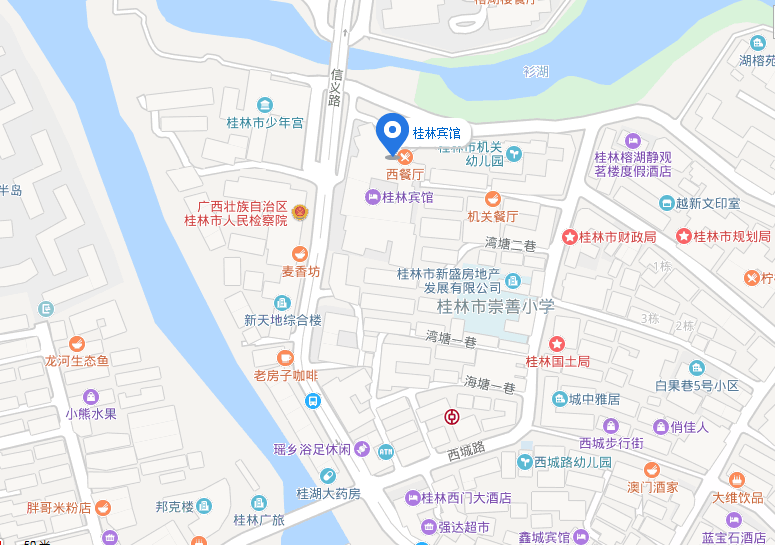 榕湖楼餐厅
杉湖
湖榕苑
信义路
桂林市少年宫
桂林宾馆
桂林市机关
幼儿园
西餐厅
桂林榕湖静观
茗楼度假酒店
半岛
广西壮族自治区
桂林市人民检察院
桂林宾馆
机关餐厅
越新文印室
桂林市财政局
桂林市规划局
湾塘二巷
麦香坊
桂林市新盛房地产
发展有限公司
1栋
柠
桂林市崇善小学
新天地综合楼
3栋
2栋
湾塘一巷
龙河生态鱼
老房子咖啡
桂林国土局
海塘一巷
白果巷5号小区
小熊水果
城中雅居
西城步行街
俏佳人
瑶乡浴足休闲
ATM
西城路
西城路幼儿园
桂湖大药房
澳门酒家
大维饮品
胖哥米粉店
邦克楼
桂林广旅
桂林西门大酒店
强达超市
鑫城宾馆
蓝宝石酒店